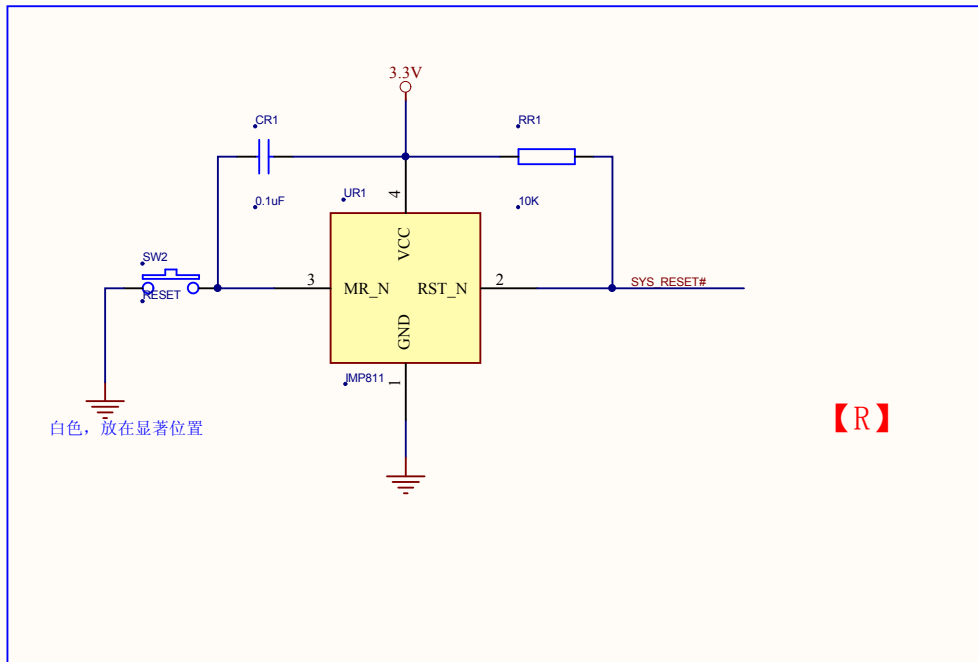 3.3V
CR1
RR1
0.1uF
UR1
10K
4
VCC
SW2
RESET
3
MR_N
RST_N
2
SYS_RESET#
GND
IMP811
1
白色，放在显著位置
【R】